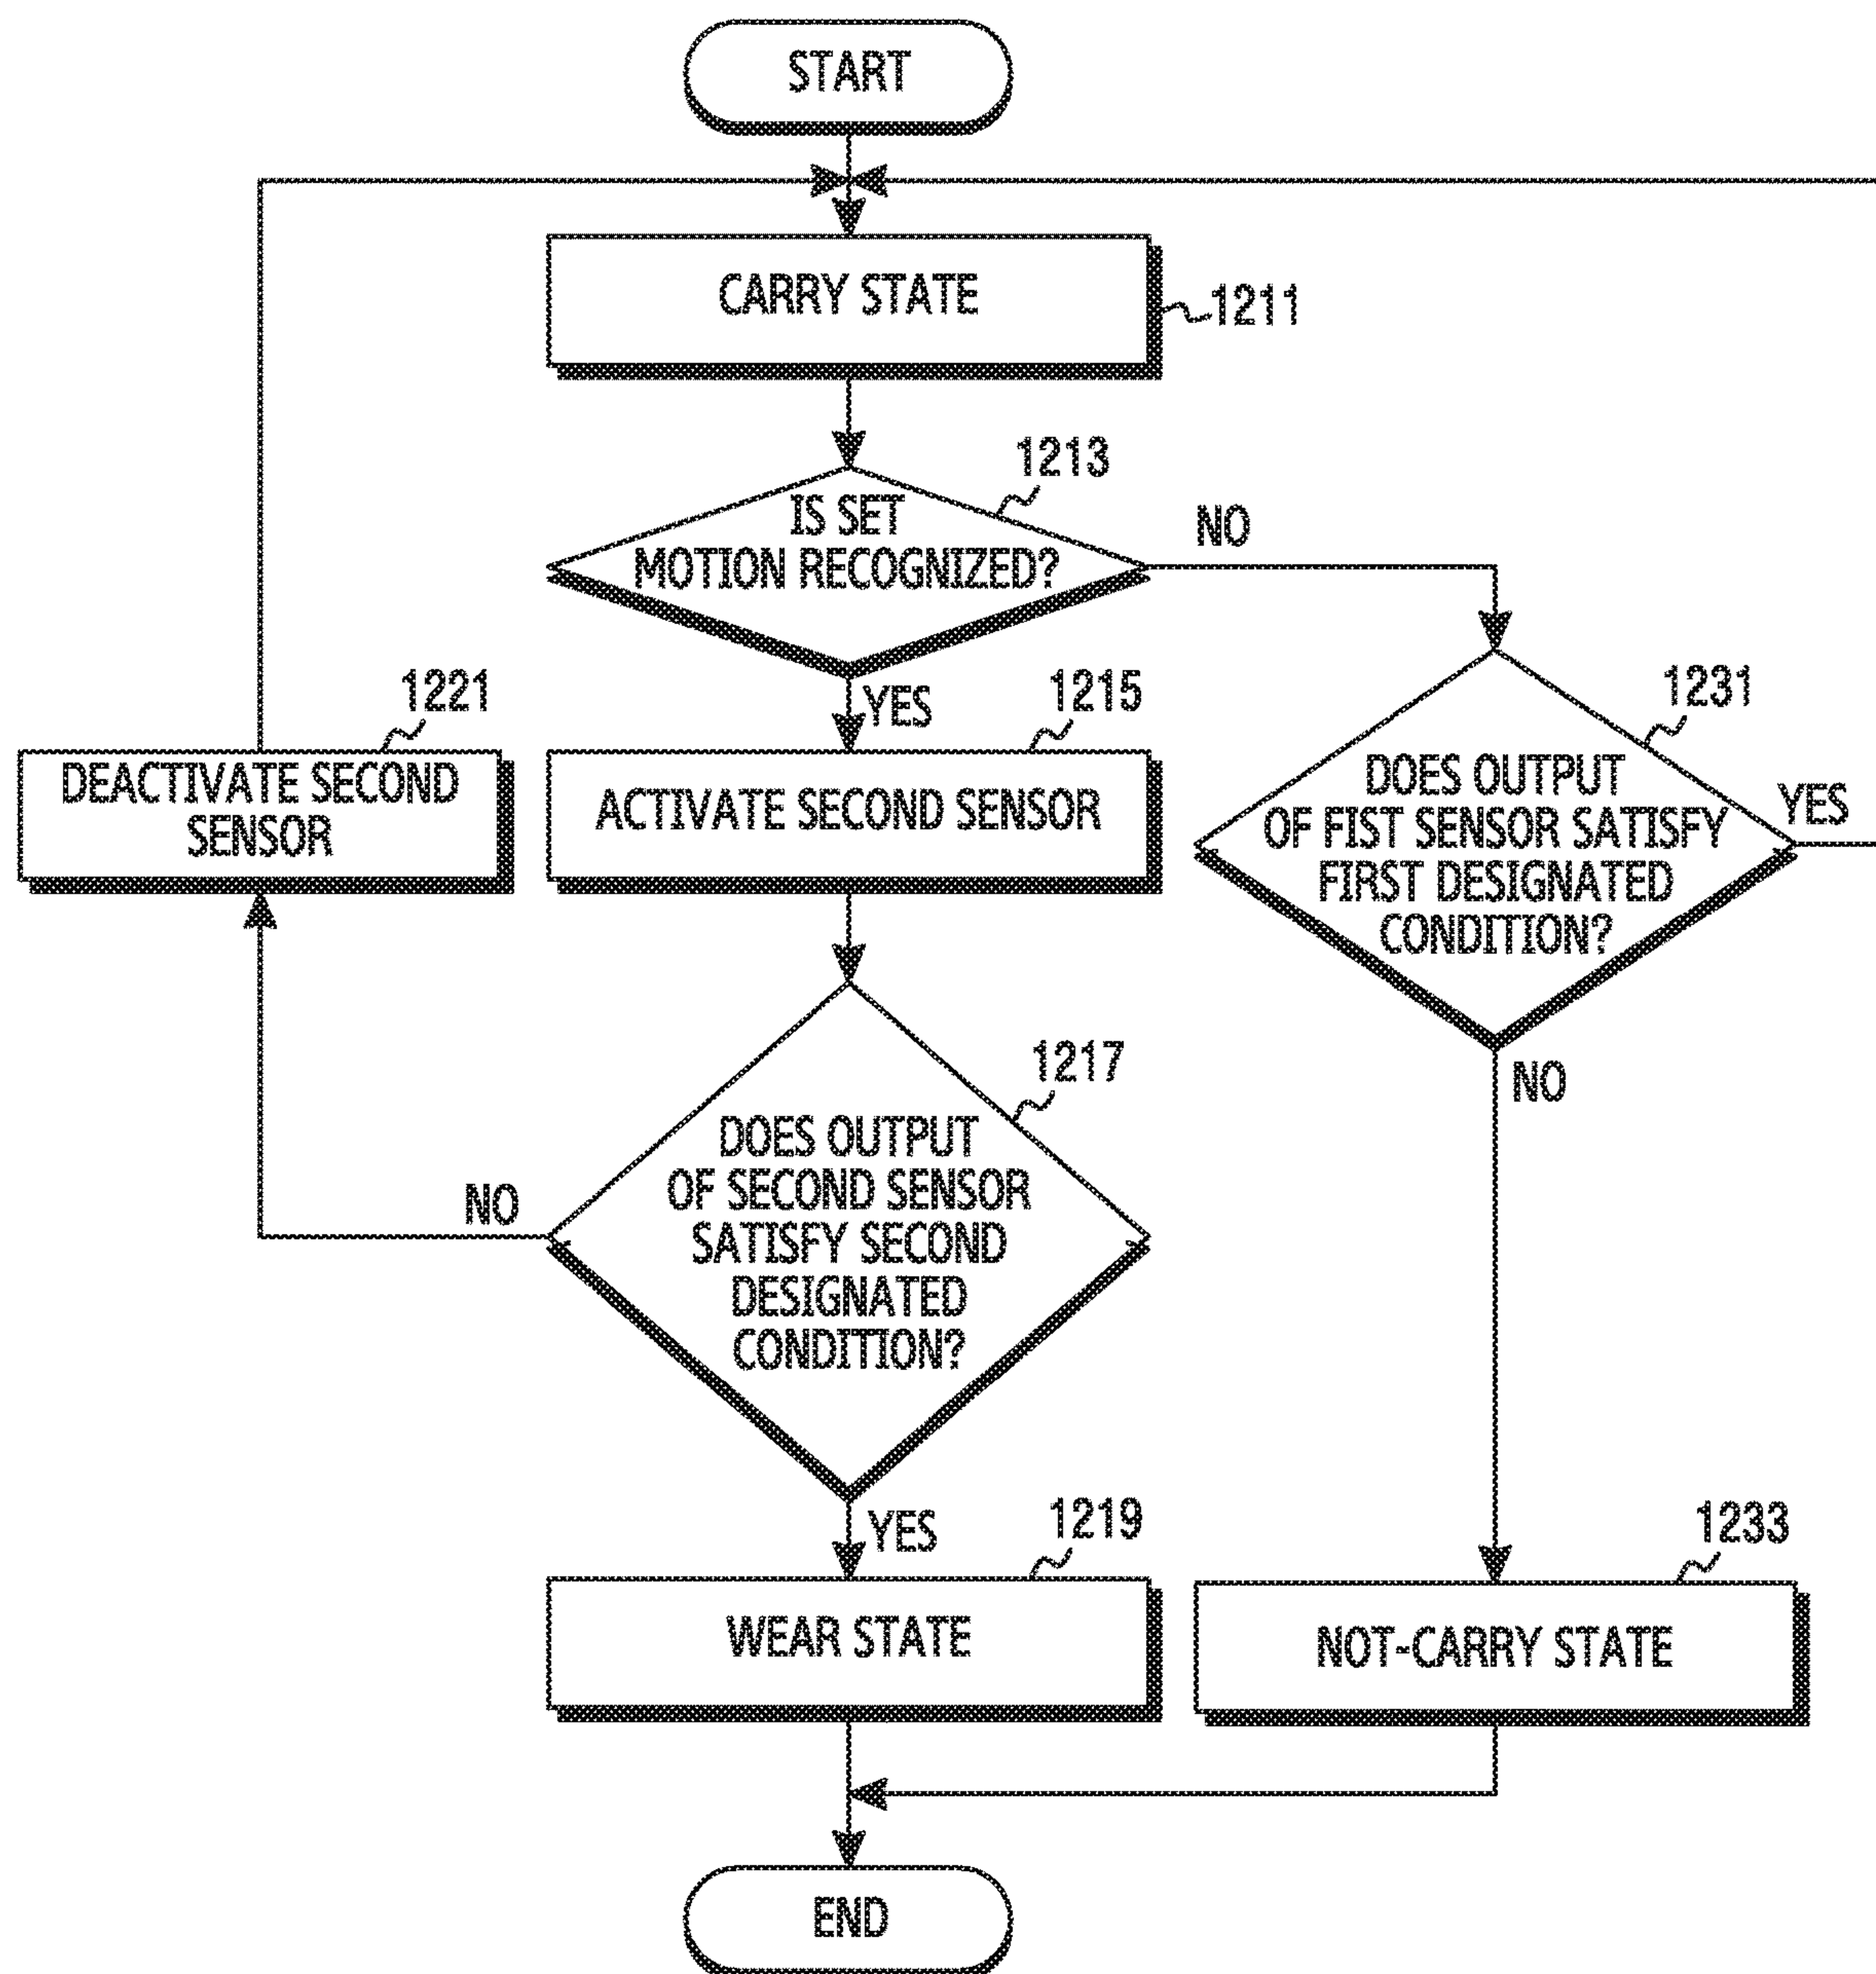 START
CARRY STATE
1211
1213
IS SET
MOTION RECOGNIZED?
NO
YES
1221
DEACTIVATE SECOND
SENSOR
1215
ACTIVATE SECOND SENSOR
1231
DOES OUTPUT
OF FIST SENSOR SATISFY
FIRST DESIGNATED
CONDITION?
YES
NO
1217
DOES OUTPUT
OF SECOND SENSOR
SATISFY SECOND
DESIGNATED
CONDITION?
NO
YES
1219
WEAR STATE
1233
NOT-CARRY STATE
END